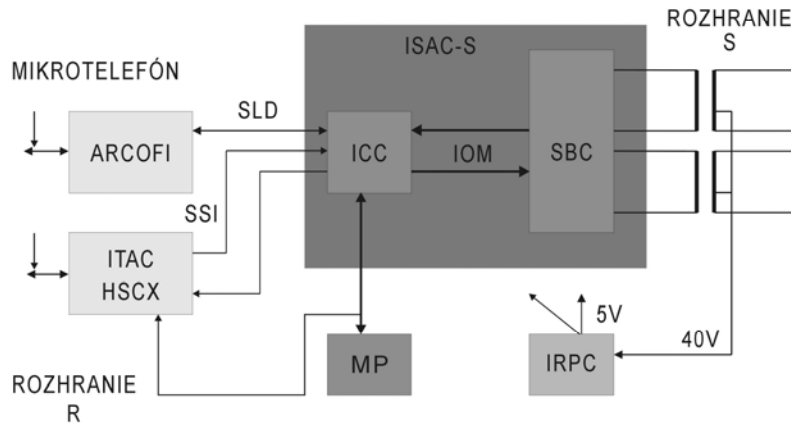 ROZHRANIE
S
ISAC-S
MIKROTELEFÓN
SLD
ARCOFI
ICC
IOM
SBC
SSI
ITAC
HSCX
5V
40V
MP
IRPC
ROZHRANIE
R